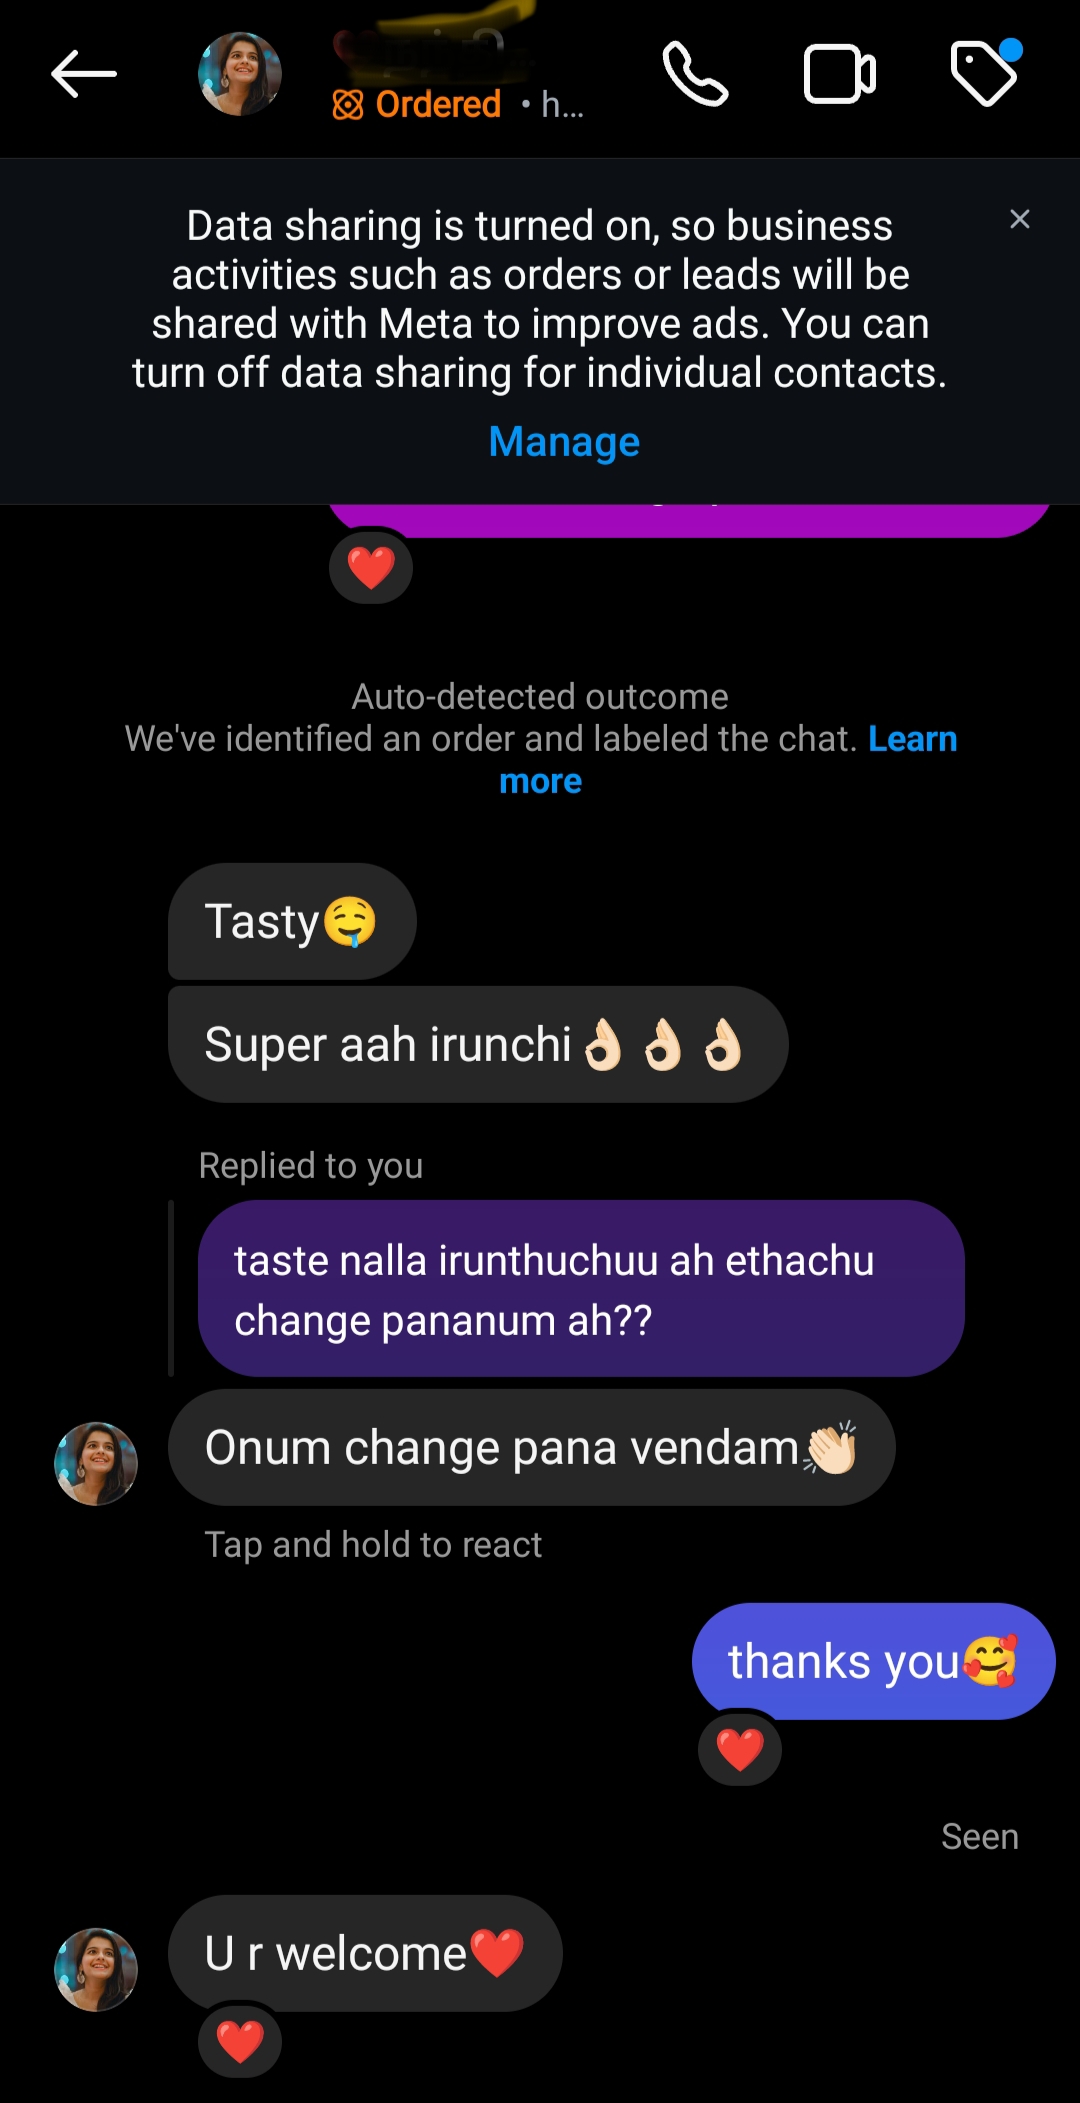 Ordered • h...
Data sharing is turned on, so business
activities such as orders or leads will be
shared with Meta to improve ads. You can
turn off data sharing for individual contacts.
Manage
Auto-detected outcome
We've identified an order and labeled the chat. Learn
more
Tasty🤤
Super aah irunchi👌🏻👌🏻👌🏻
Replied to you
taste nalla irunthuchuu ah ethachu
change pananum ah??
Onum change pana vendam👏🏻
Tap and hold to react
thanks you🥰
Seen
U r welcome❤️